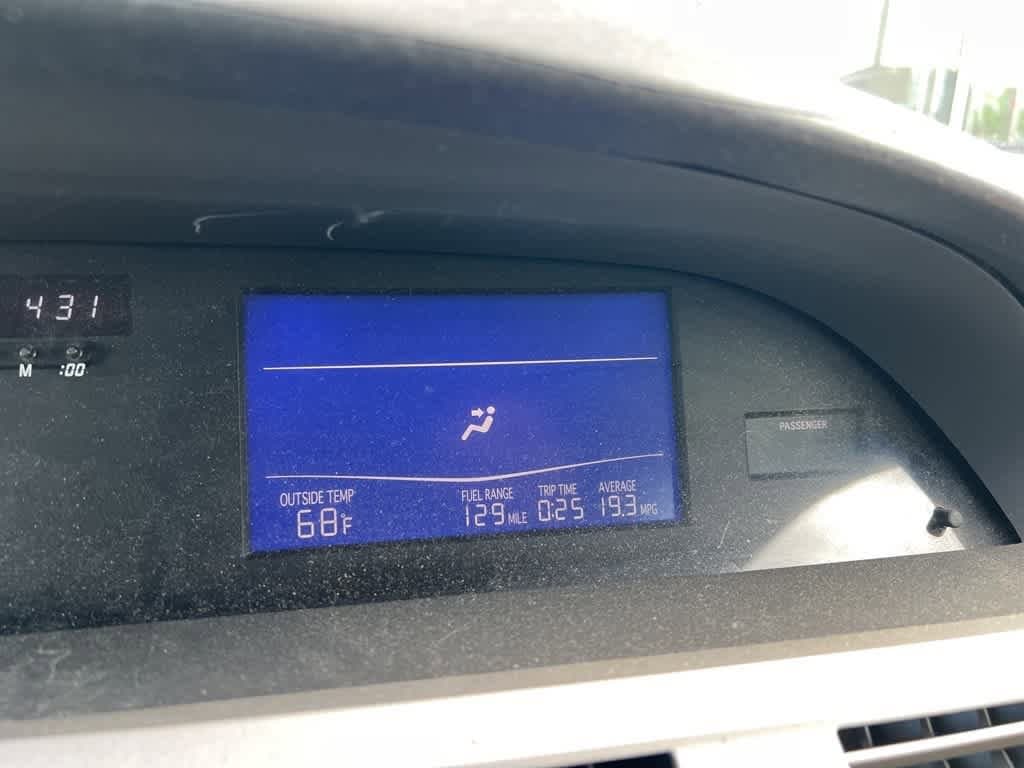 431
M :00
PASSENGER
OUTSIDE TEMP FUEL RANGE TRIP TIME AVERAGE
68°F 129 MILE 0:25 19.3 MPG